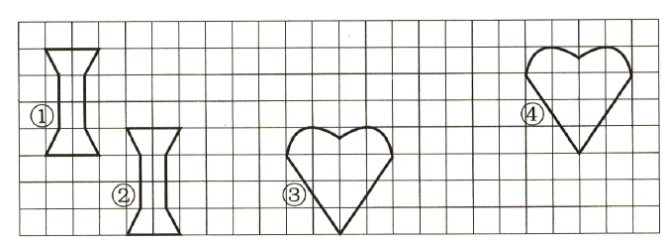 ①
②
③
④